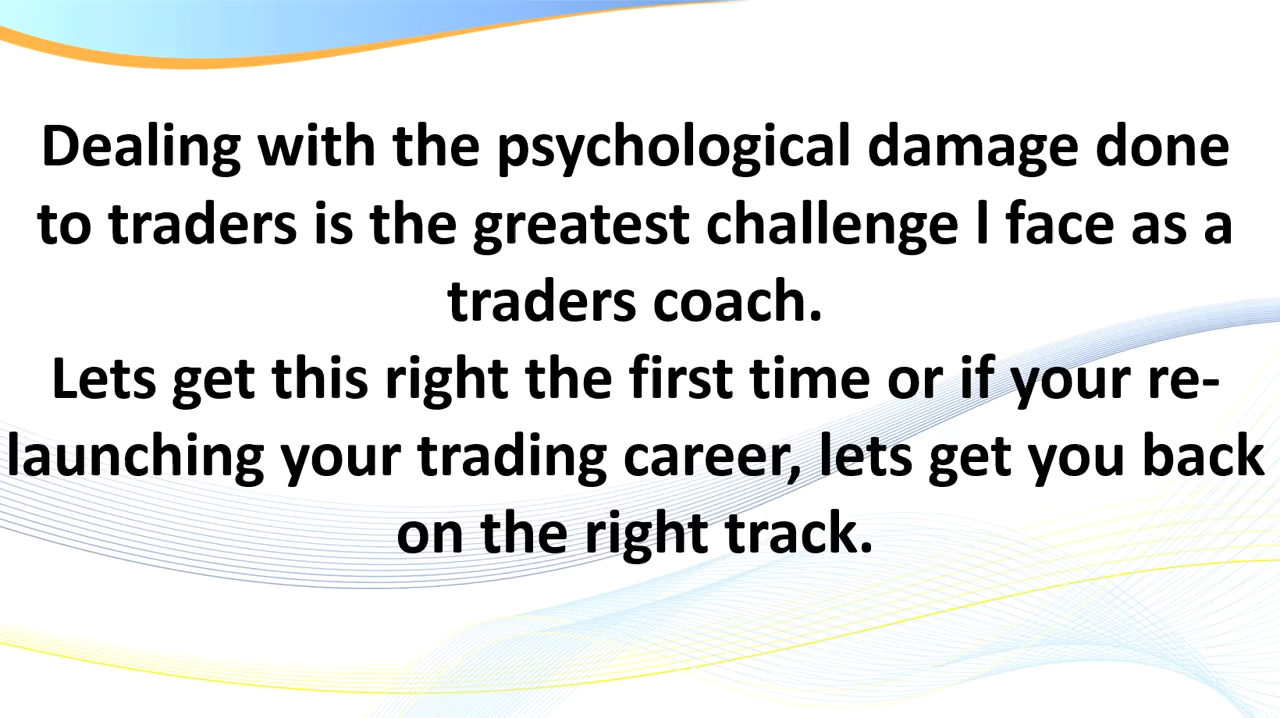 Dealing with the psychological damage done
to traders is the greatest challenge I face as a
traders coach.
Lets get this right the first time or if your re-
launching your trading career, lets get you back
on the right track.